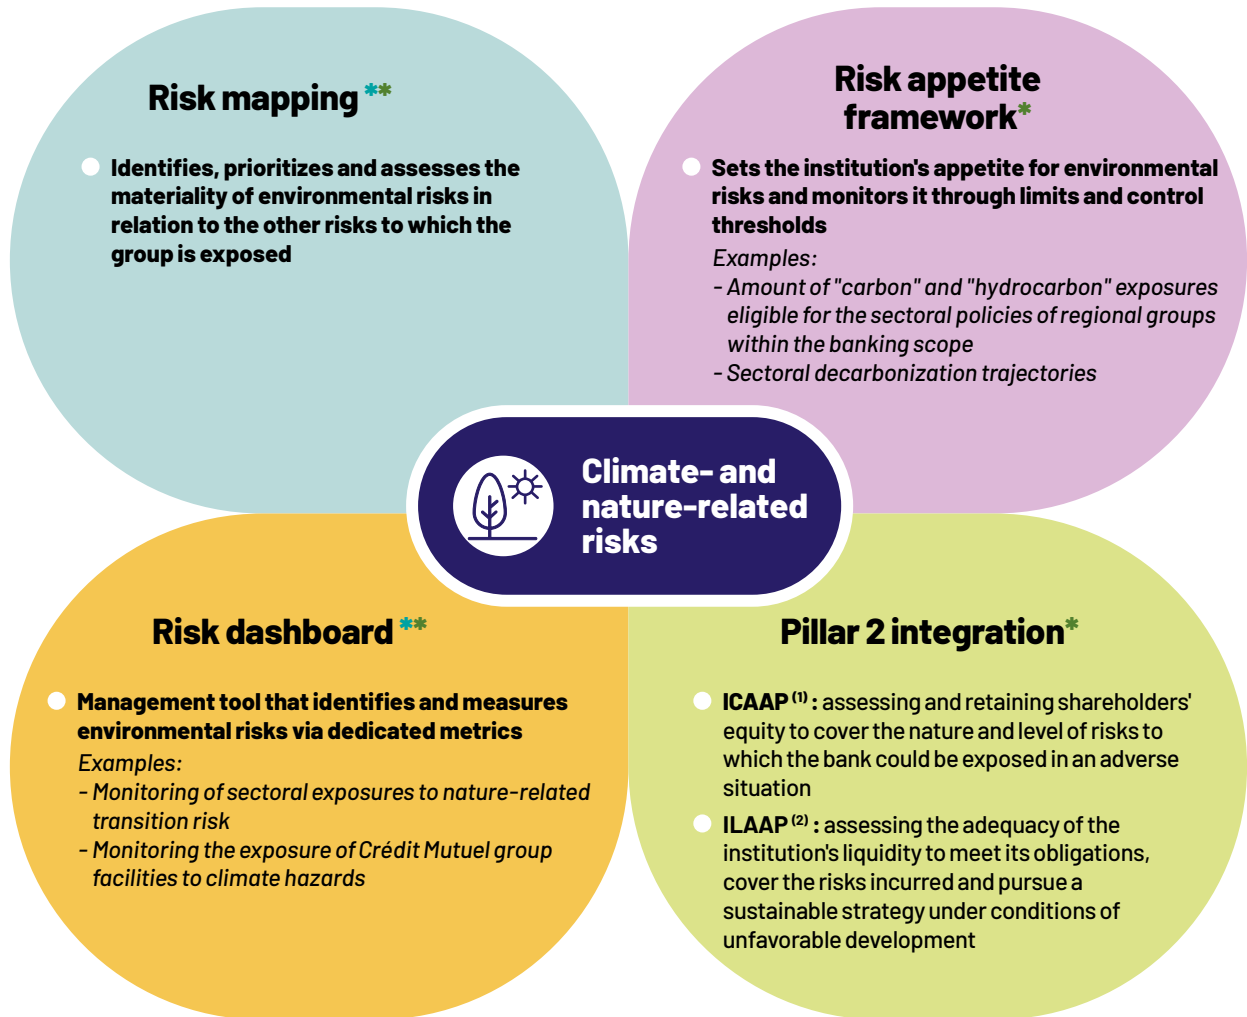 Risk mapping **
Identifies, prioritizes and assesses the
materiality of environmental risks in
relation to the other risks to which the
group is exposed
Risk appetite
framework*
Sets the institution's appetite for environmental
risks and monitors it through limits and control
thresholds
Examples:
- Amount of "carbon" and "hydrocarbon" exposures
eligible for the sectoral policies of regional groups
within the banking scope
- Sectoral decarbonization trajectories
Climate- and
nature-related
risks
Risk dashboard **
Management tool that identifies and measures
environmental risks via dedicated metrics
Examples:
- Monitoring of sectoral exposures to nature-related
transition risk
- Monitoring the exposure of Crédit Mutuel group
facilities to climate hazards
Pillar 2 integration*
ICAAP (1) : assessing and retaining shareholders'
equity to cover the nature and level of risks to
which the bank could be exposed in an adverse
situation
ILAAP (2) : assessing the adequacy of the
institution's liquidity to meet its obligations,
cover the risks incurred and pursue a
sustainable strategy under conditions of
unfavorable development